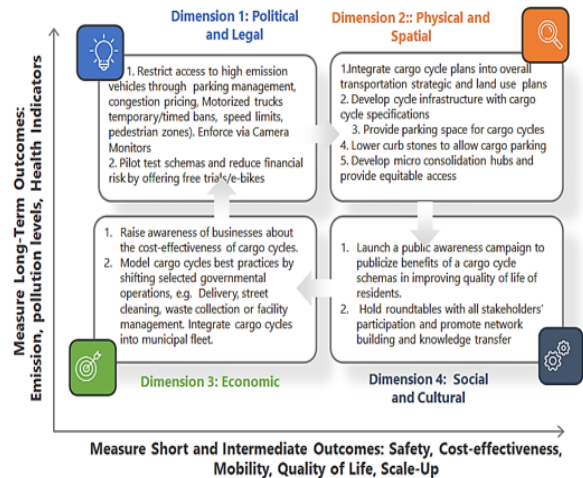 Dimension 1: Political
and Legal
Dimension 2:: Physical and
Spatial
1. Restrict access to high emission
vehicles through parking management,
congestion pricing, Motorized trucks
temporary/timed bans, speed limits,
pedestrian zones). Enforce via Camera
Monitors
2. Pilot test schemas and reduce financial
risk by offering free trials/e-bikes
1.Integrate cargo cycle plans into overall
transportation strategic and land use plans
2. Develop cycle infrastructure with cargo
cycle specifications
3. Provide parking space for cargo cycles
4. Lower curb stones to allow cargo parking
5. Develop micro consolidation hubs and
provide equitable access
1. Raise awareness of businesses about
the cost-effectiveness of cargo cycles.
2. Model cargo cycles best practices by
shifting selected governmental
operations, e.g. Delivery, street
cleaning, waste collection or facility
management. Integrate cargo cycles
into municipal fleet.
1. Launch a public awareness campaign to
publicize benefits of a cargo cycle
schemas in improving quality of life of
residents.
2. Hold roundtables with all stakeholders'
participation and promote network
building and knowledge transfer
Dimension 3: Economic
Dimension 4: Social
and Cultural
Measure Long-Term Outcomes:
Emission, pollution levels, Health Indicators
Measure Short and Intermediate Outcomes: Safety, Cost-effectiveness,
Mobility, Quality of Life, Scale-Up